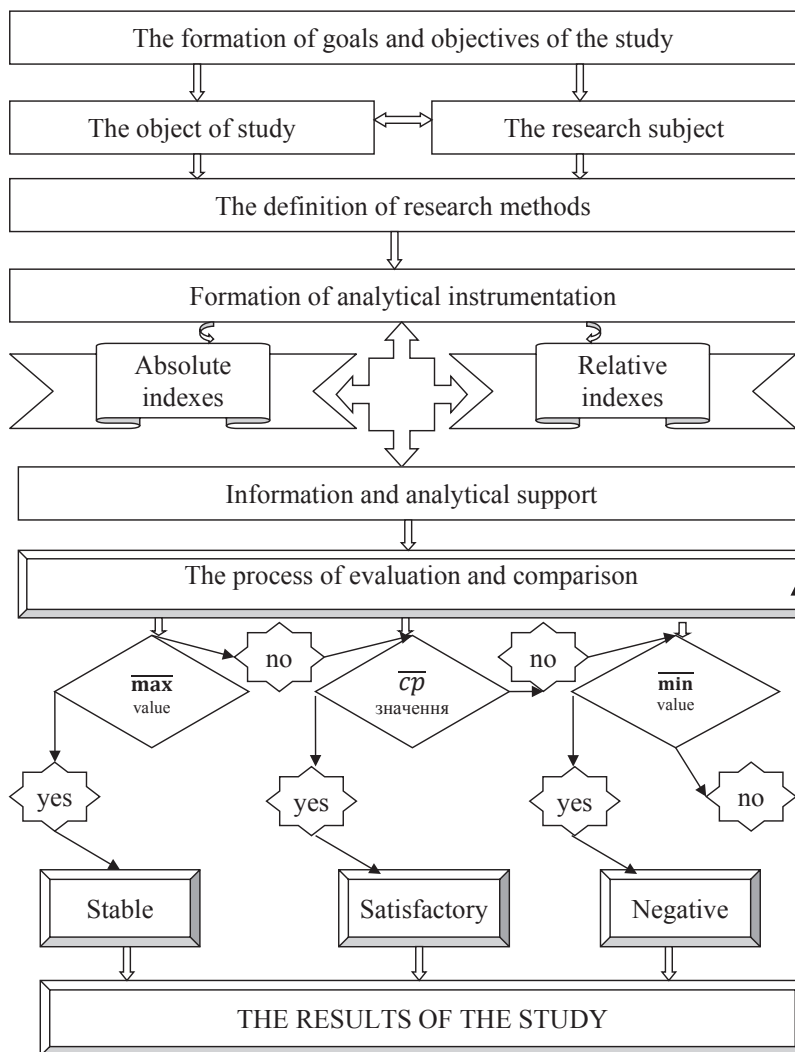 The formation of goals and objectives of the study
The object of study
The research subject
The definition of research methods
Formation of analytical instrumentation
Absolute
indexes
Relative
indexes
Information and analytical support
The process of evaluation and comparison
max
value
no
cp
значення
no
min
value
yes
yes
yes
no
Stable
Satisfactory
Negative
THE RESULTS OF THE STUDY